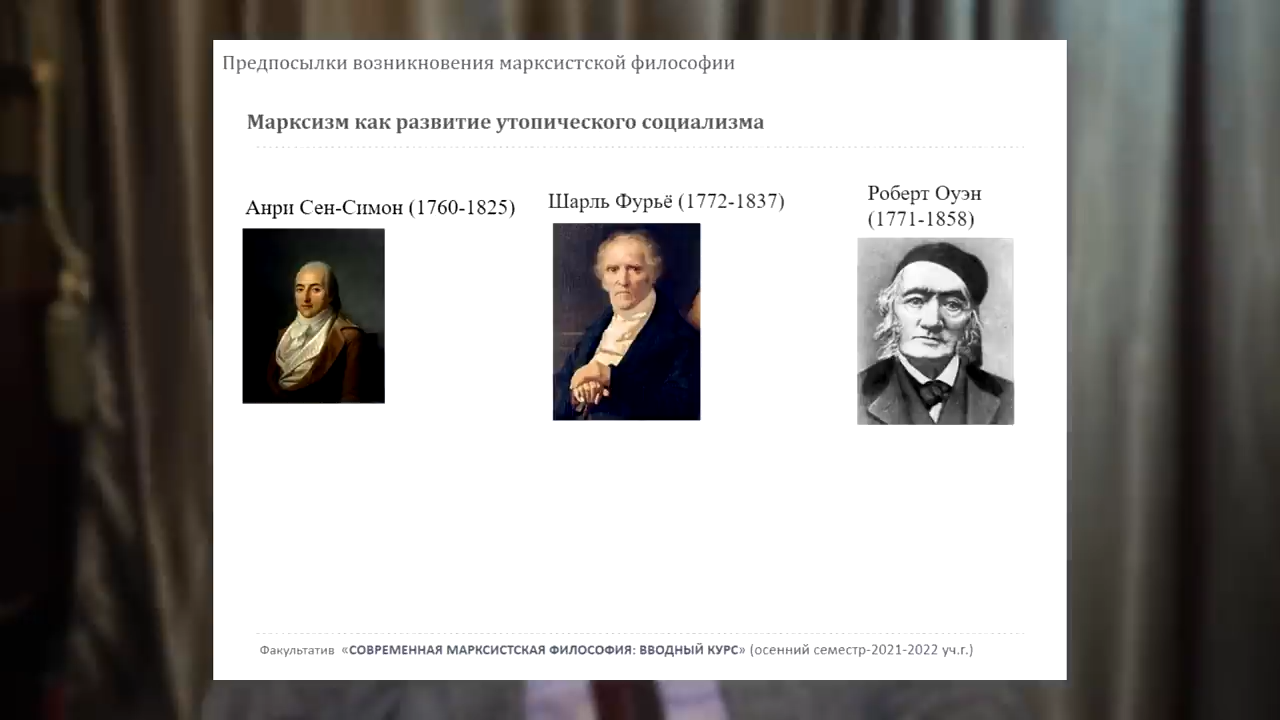 Предпосылки возникновения марксистской философии
Марксизм как развитие утопического социализма
Анри Сен-Симон (1760-1825)
Шарль Фурьё (1772-1837)
Роберт Оуэн
(1771-1858)
Факультатив «СОВРЕМЕННАЯ МАРКСИСТСКАЯ ФИЛОСОФИЯ: ВВОДНЫЙ КУРС» (осенний семестр-2021-2022 уч.г.)